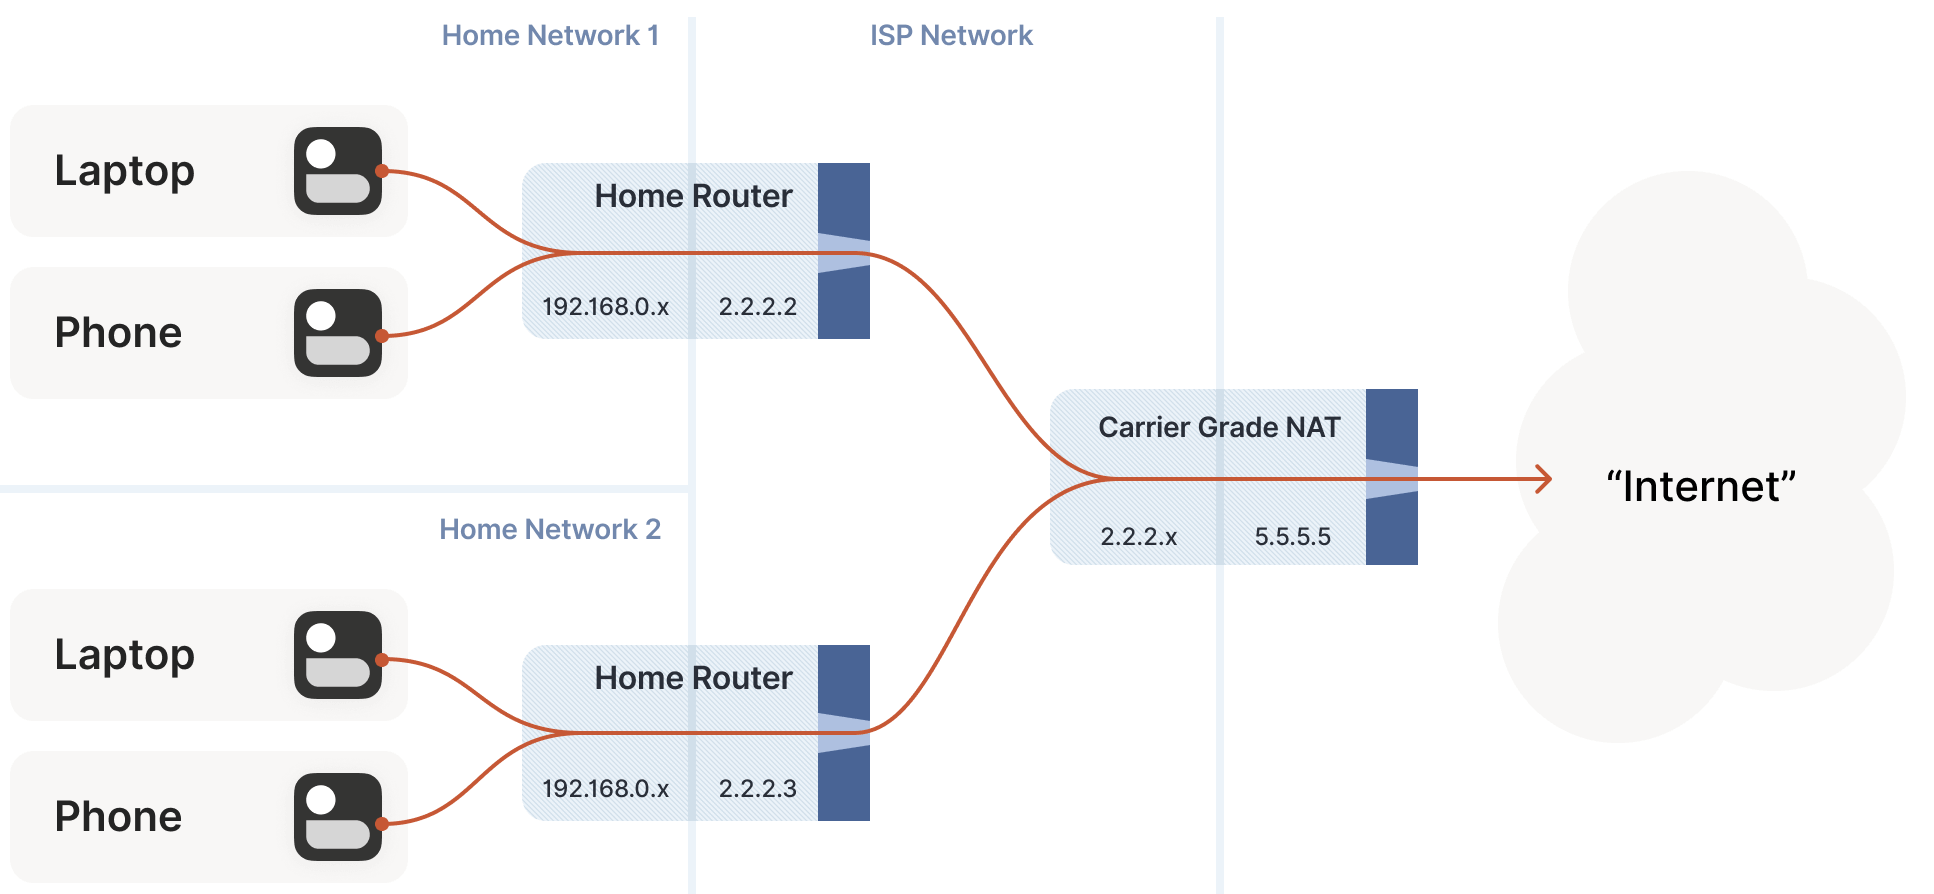 Home Network 1
ISP Network
Laptop
Home Router
Phone
192.168.0.x
2.2.2.2
Carrier Grade NAT
2.2.2.x
5.5.5.5
“Internet”
Home Network 2
Laptop
Home Router
Phone
192.168.0.x
2.2.2.3